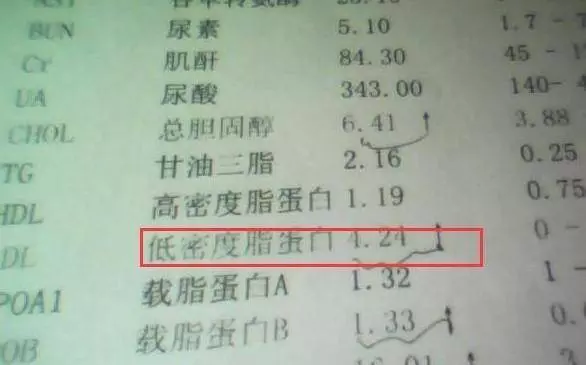 BUN 尿素 5.10 1.7 -
Cr 肌酐 84.30 45 - 1
UA 尿酸 343.00 140- 4
CHOL 总胆固醇 6.41 ↑ 3.88
TG 甘油三脂 2.16 0.25
HDL 高密度脂蛋白 1.19 0.75
DL 低密度脂蛋白 4.24 ↑ 0 -
POA1 载脂蛋白A 1.32 1 -
OB 载脂蛋白B 1.33 ↑ 0.